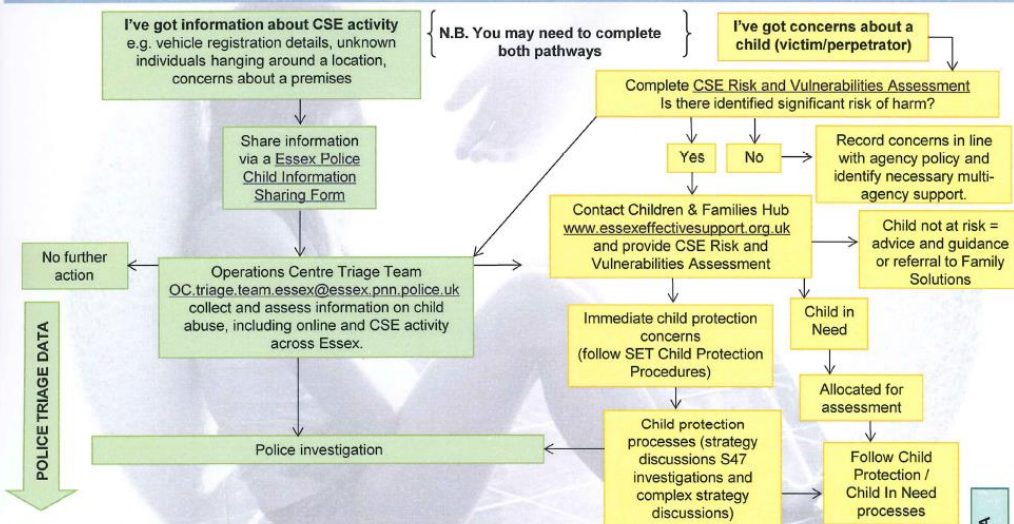 I've got information about CSE activity
e.g. vehicle registration details, unknown
individuals hanging around a location,
concerns about a premises
N.B. You may need to complete
both pathways
I've got concerns about a
child (victim/perpetrator)
Complete CSE Risk and Vulnerabilities Assessment
Is there identified significant risk of harm?
Share information
via a Essex Police
Child Information
Sharing Form
Yes
No
Record concerns in line
with agency policy and
identify necessary multi-
agency support.
Contact Children & Families Hub
www.essexeffectivesupport.org.uk
and provide CSE Risk and
Vulnerabilities Assessment
Child not at risk =
advice and guidance
or referral to Family
Solutions
No further
action
Operations Centre Triage Team
OC.triage.team.essex@essex.pnn.police.uk
collect and assess information on child
abuse, including online and CSE activity
across Essex.
Immediate child protection
concerns
(follow SET Child Protection
Procedures)
Child in
Need
Allocated for
assessment
POLICE TRIAGE DATA
Police investigation
Child protection
processes (strategy
discussions S47
investigations and
complex strategy
discussions)
Follow Child
Protection /
Child In Need
processes